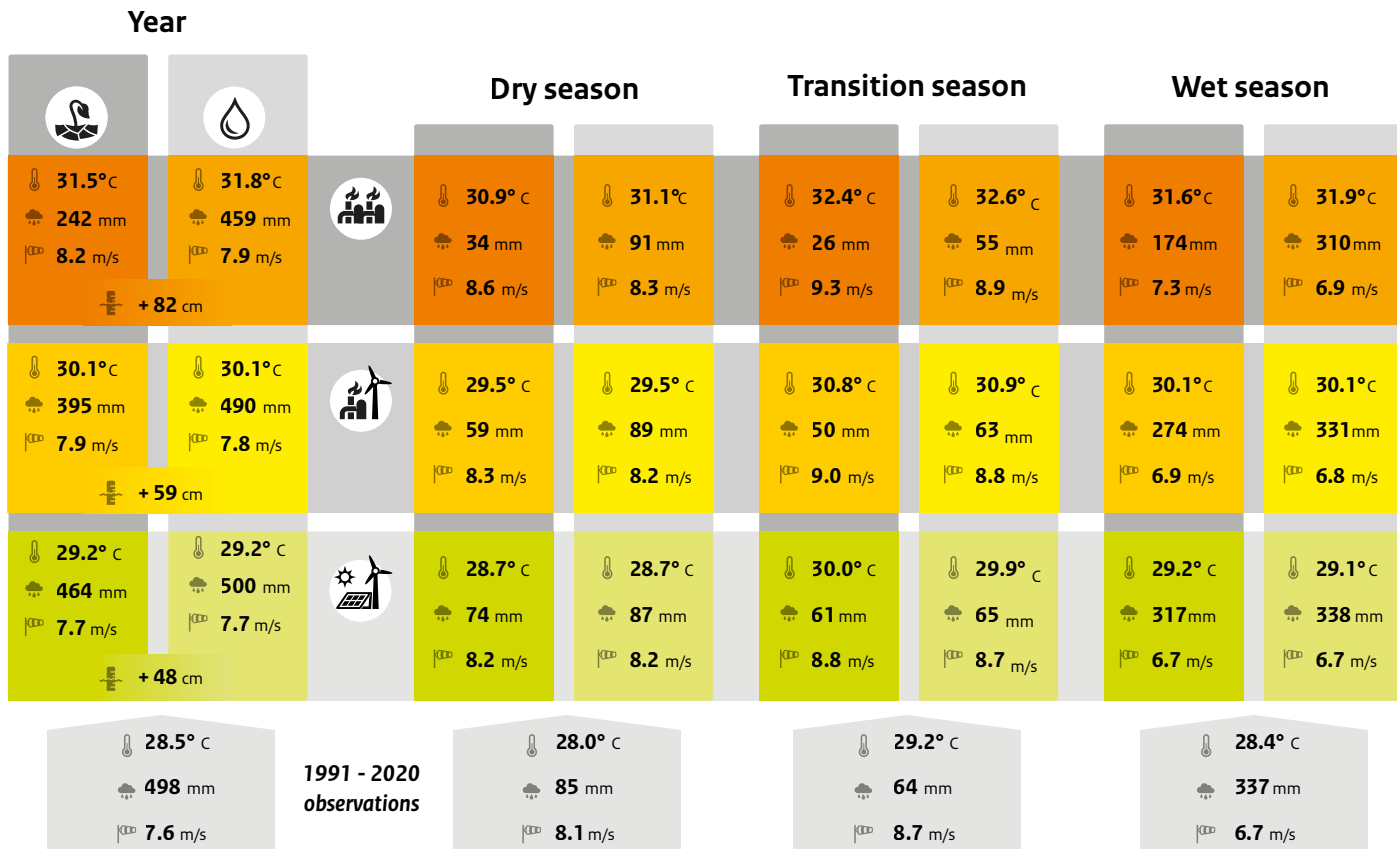 Year
Dry season
Transition season
Wet season
31.5°C
242 mm
8.2 m/s
31.8°C
459 mm
7.9 m/s
+ 82 cm
30.9° C
34 mm
8.6 m/s
31.1°C
91 mm
8.3 m/s
32.4° C
26 mm
9.3 m/s
32.6° C
55 mm
8.9 m/s
31.6° C
174 mm
7.3 m/s
31.9° C
310 mm
6.9 m/s
30.1°C
395 mm
7.9 m/s
30.1°C
490 mm
7.8 m/s
+ 59 cm
29.5° C
59 mm
8.3 m/s
29.5° C
89 mm
8.2 m/s
30.8° C
50 mm
9.0 m/s
30.9° C
63 mm
8.8 m/s
30.1°C
274 mm
6.9 m/s
30.1°C
331 mm
6.8 m/s
29.2° C
464 mm
7.7 m/s
29.2° C
500 mm
7.7 m/s
+ 48 cm
28.7° C
74 mm
8.2 m/s
28.7° C
87 mm
8.2 m/s
30.0° C
61 mm
8.8 m/s
29.9° C
65 mm
8.7 m/s
29.2° C
317 mm
6.7 m/s
29.1° C
338 mm
6.7 m/s
28.5° C
498 mm
7.6 m/s
1991 - 2020
observations
28.0° C
85 mm
8.1 m/s
29.2° C
64 mm
8.7 m/s
28.4° C
337 mm
6.7 m/s